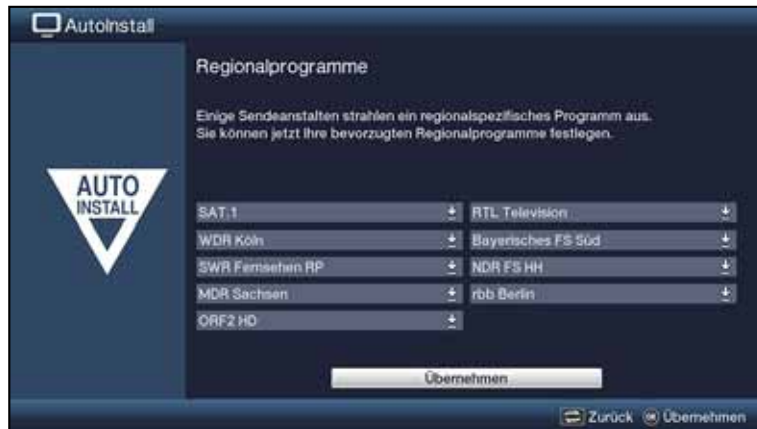 AutoInstall
Regionalprogramme
Einige Sendeanstalten strahlen ein regionalspezifisches Programm aus.
Sie können jetzt Ihre bevorzugten Regionalprogramme festlegen.
AUTO
INSTALL
SAT.1
RTL Television
WDR Köln
Bayerisches FS Süd
SWR Fernsehen RP
NDR FS HH
MDR Sachsen
rbb Berlin
ORF2 HD
Übernehmen
Zurück OK Übernehmen